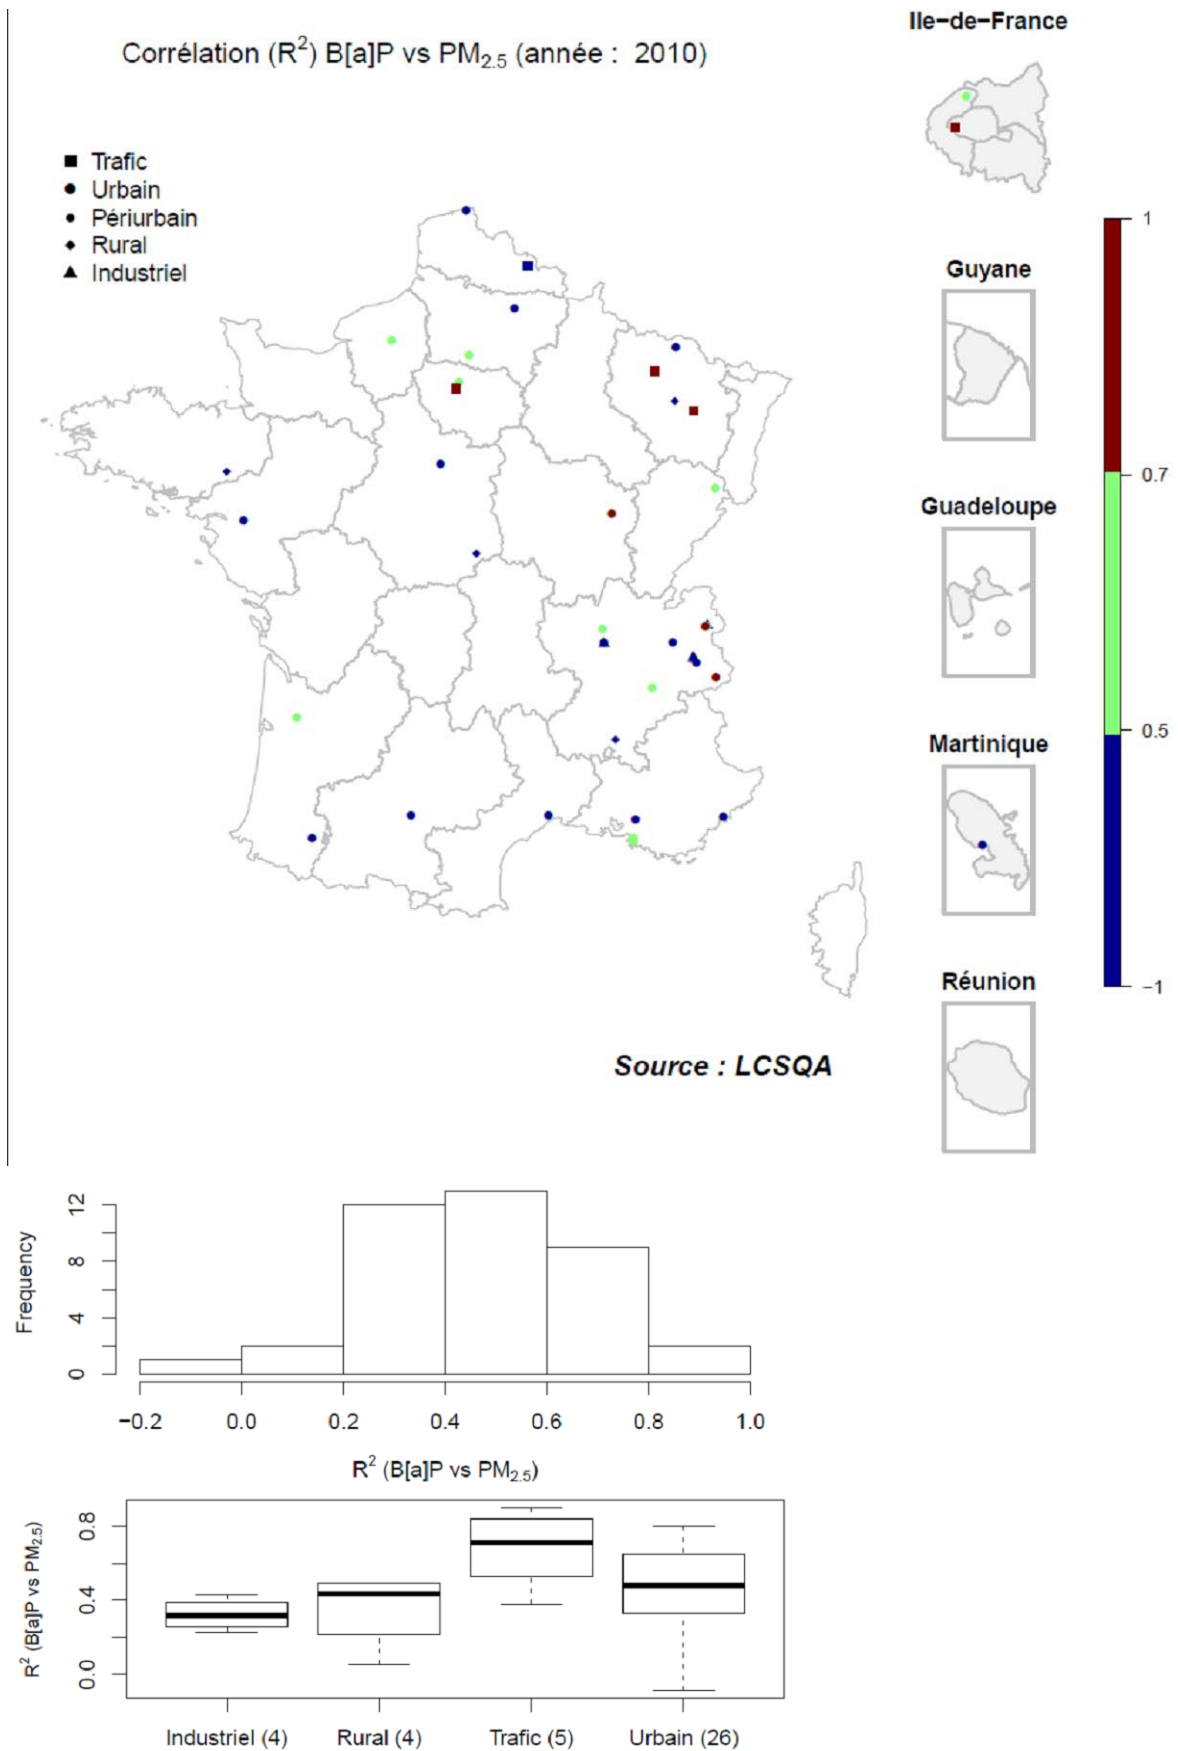 Ile−de−France
Corrélation (R² ) B[a]P vs PM2.5 (année : 2010)
Trafic
Urbain
Périurbain
Rural
Industriel
1
Guyane
0.7
Guadeloupe
0.5
Martinique
−1
Réunion
Source : LCSQA
Frequency
12
8
4
0
−0.2 0.0 0.2 0.4 0.6 0.8 1.0
R² (B[a]P vs PM2.5)
R² (B[a]P vs PM2.5)
0.8
0.4
0.0
Industriel (4) Rural (4) Trafic (5) Urbain (26)